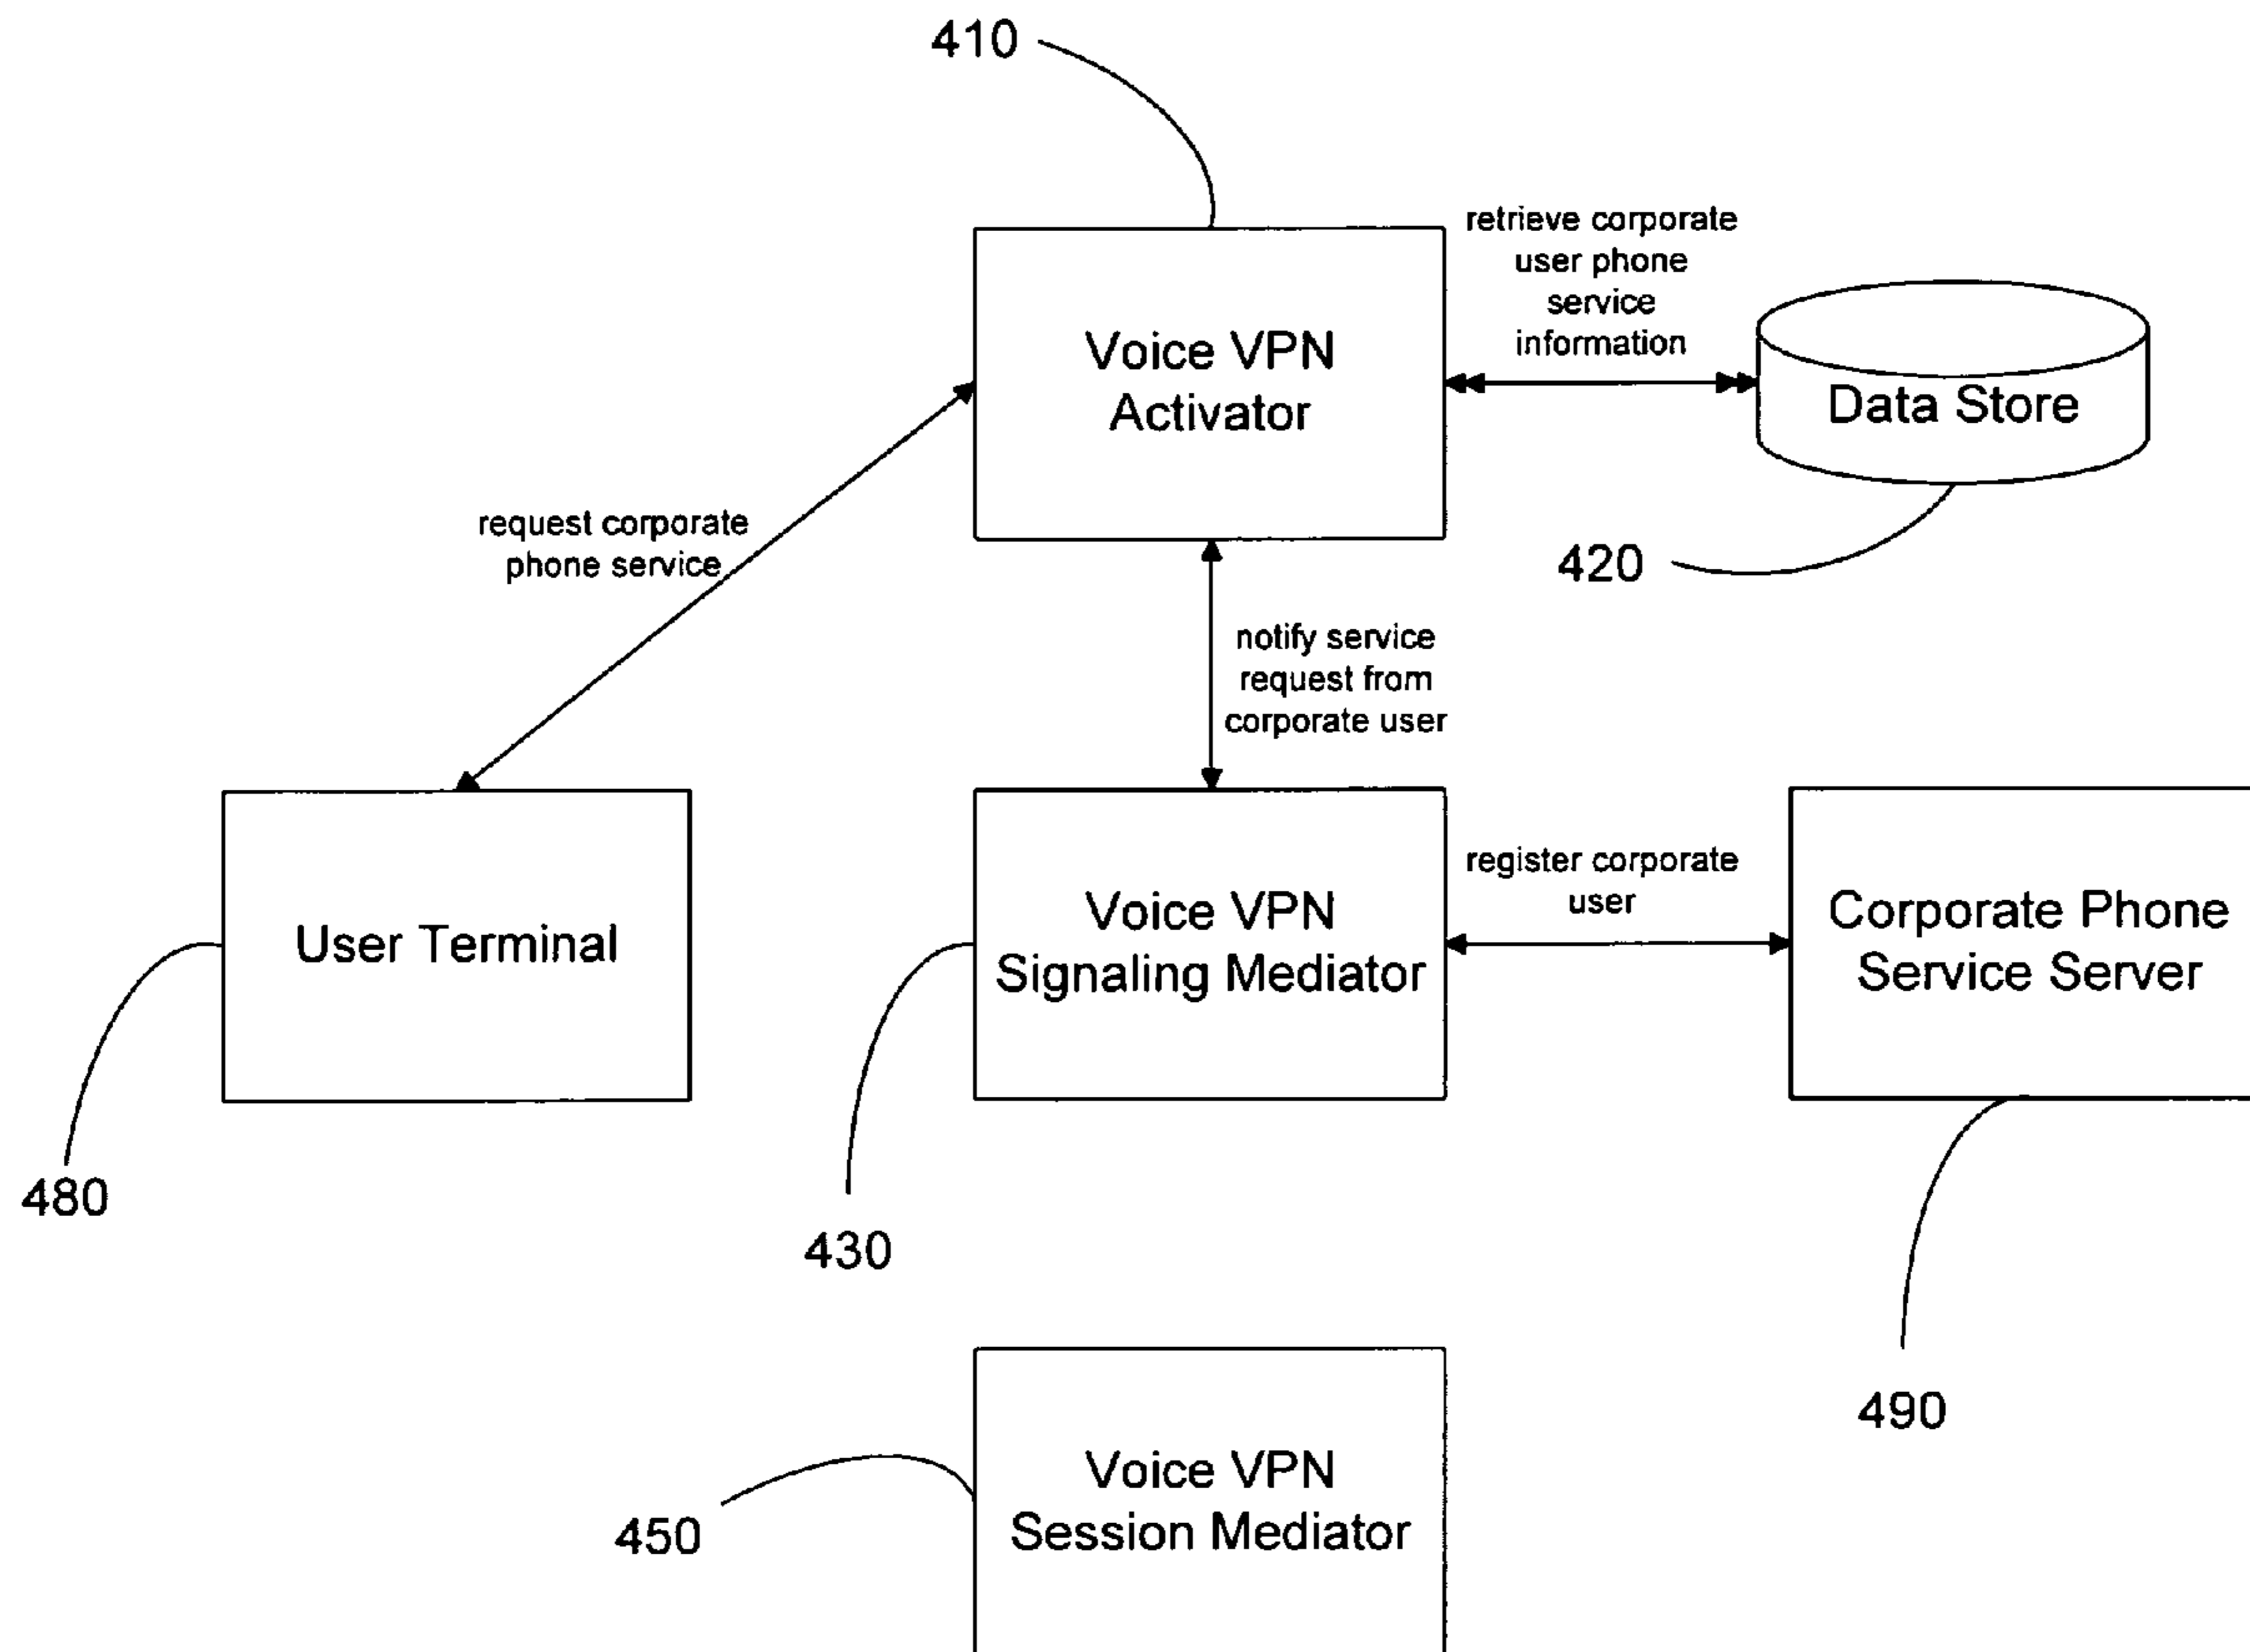 410
retrieve corporate
user phone
service
information
Voice VPN
Activator
Data Store
request corporate
phone service
420
notify service
request from
corporate user
User Terminal
Voice VPN
Signaling Mediator
register corporate
user
Corporate Phone
Service Server
480
430
490
Voice VPN
Session Mediator
450